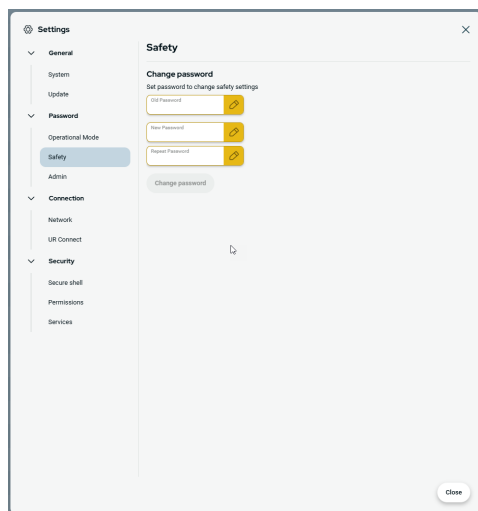 Settings
General
System
Update
Password
Operational Mode
Safety
Admin
Connection
Network
UR Connect
Security
Secure shell
Permissions
Services
Safety
Change password
Set password to change safety settings
Old Password
New Password
Repeat Password
Change password
Close